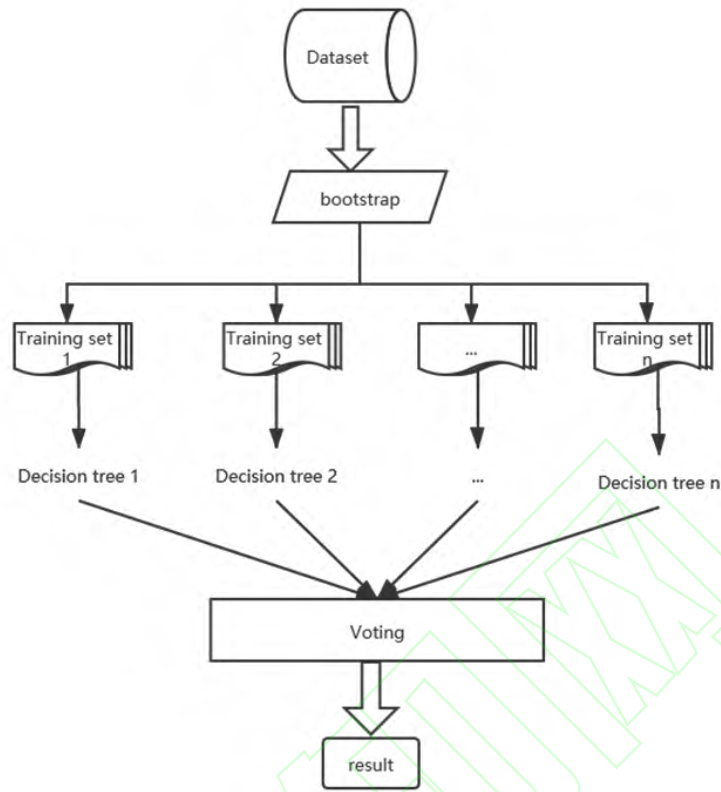 Dataset
bootstrap
Training set
1
Training set
2
...
Training set
n
Decision tree 1
Decision tree 2
...
Decision tree n
Voting
result